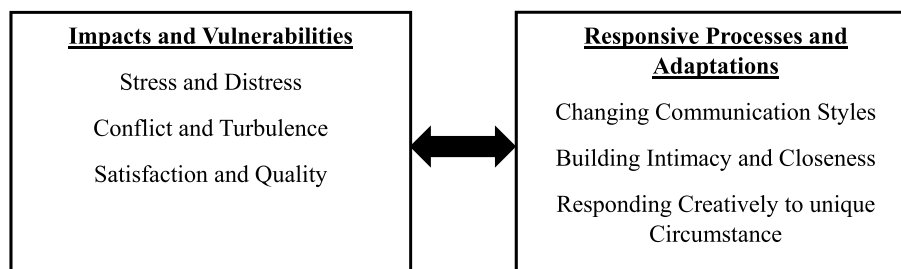 Impacts and Vulnerabilities
Stress and Distress
Conflict and Turbulence
Satisfaction and Quality
Responsive Processes and
Adaptations
Changing Communication Styles
Building Intimacy and Closeness
Responding Creatively to unique
Circumstance